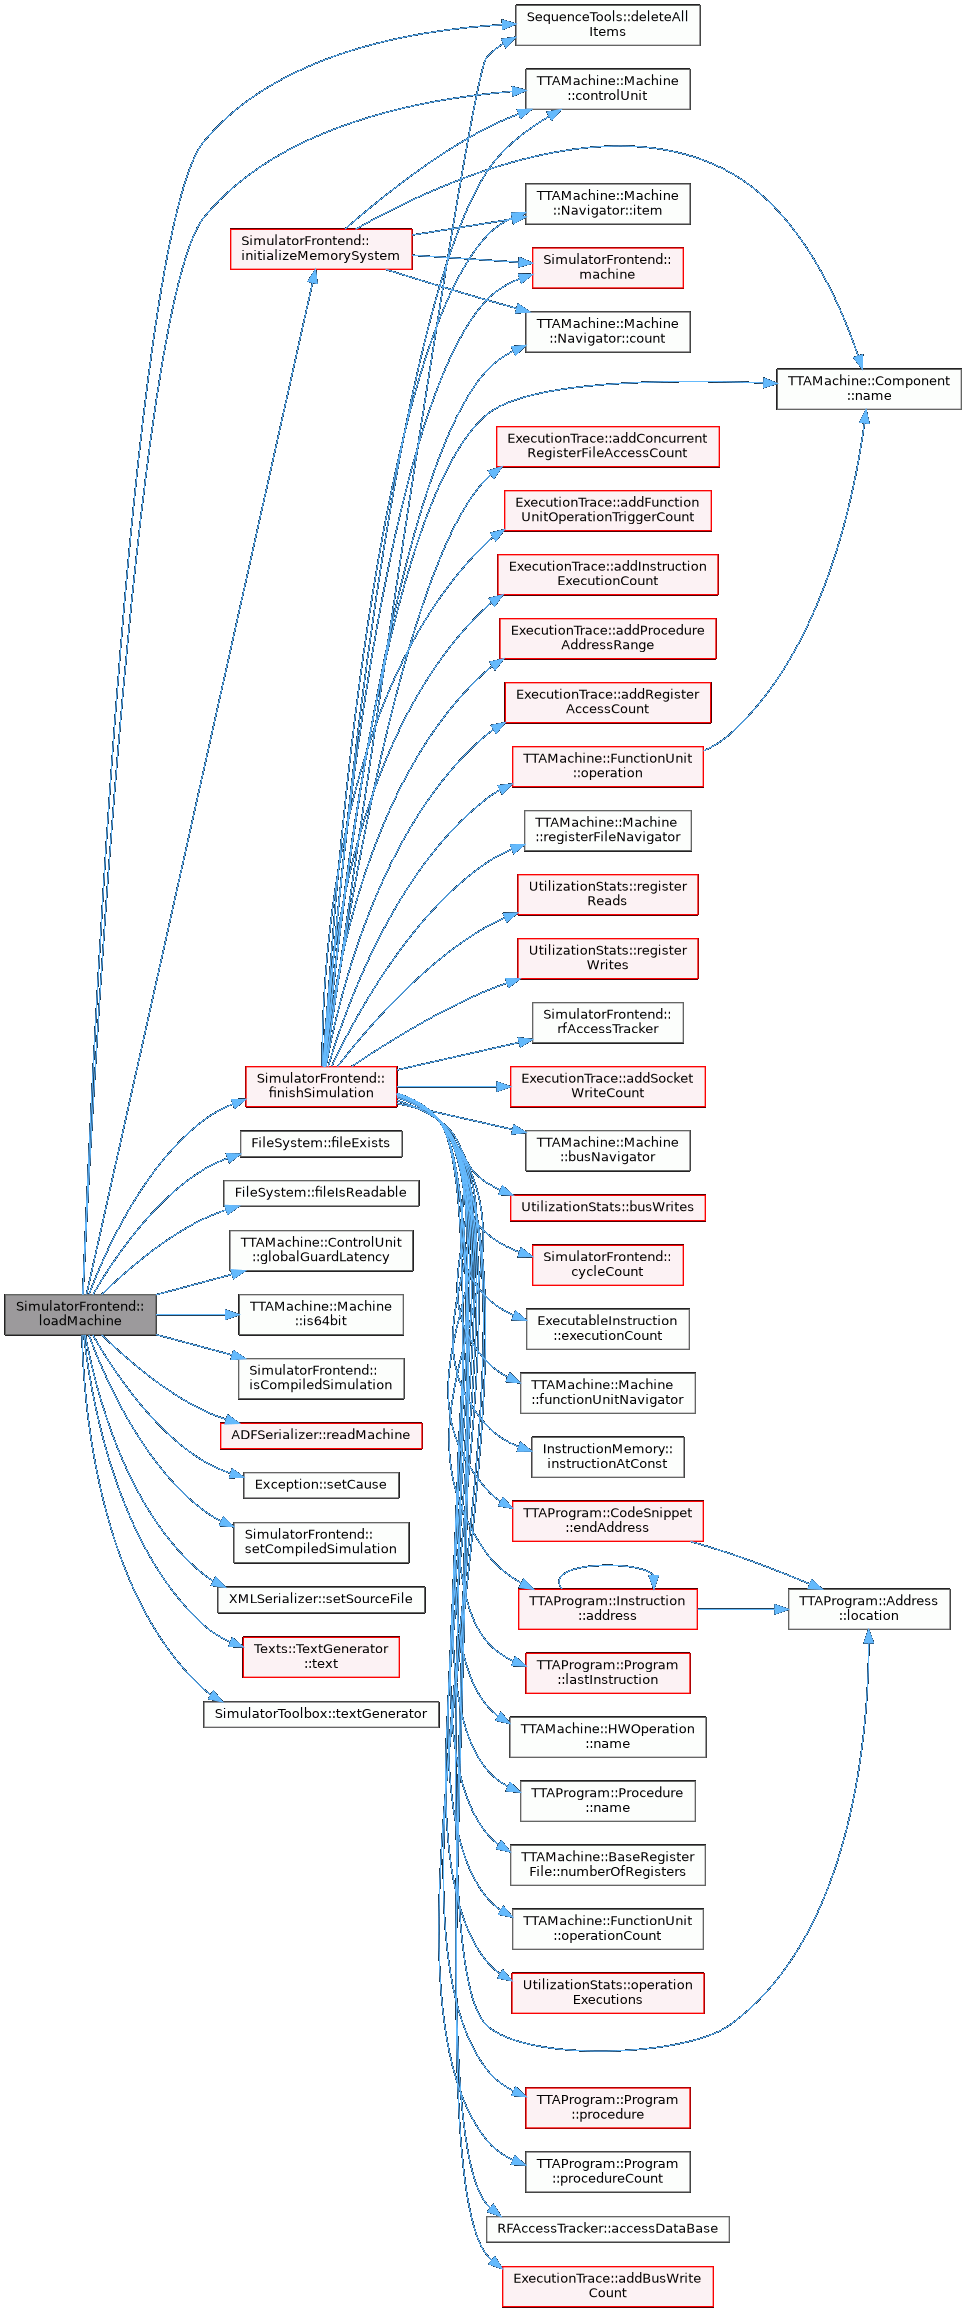 SequenceTools::deleteAll
Items
TTAMachine::Machine
::controlUnit
TTAMachine::Machine
::Navigator::item
SimulatorFrontend::
initializeMemorySystem
SimulatorFrontend::
machine
TTAMachine::Machine
::Navigator::count
TTAMachine::Component
::name
ExecutionTrace::addConcurrent
RegisterFileAccessCount
ExecutionTrace::addFunction
UnitOperationTriggerCount
ExecutionTrace::addInstruction
ExecutionCount
ExecutionTrace::addProcedure
AddressRange
ExecutionTrace::addRegister
AccessCount
TTAMachine::FunctionUnit
::operation
TTAMachine::Machine
::registerFileNavigator
UtilizationStats::register
Reads
UtilizationStats::register
Writes
SimulatorFrontend::
rfAccessTracker
SimulatorFrontend::
finishSimulation
ExecutionTrace::addSocket
WriteCount
FileSystem::fileExists
TTAMachine::Machine
::busNavigator
FileSystem::fileIsReadable
UtilizationStats::busWrites
TTAMachine::ControlUnit
::globalGuardLatency
SimulatorFrontend::
cycleCount
SimulatorFrontend::
loadMachine
TTAMachine::Machine
::is64bit
ExecutableInstruction
::executionCount
SimulatorFrontend::
isCompiledSimulation
TTAMachine::Machine
::functionUnitNavigator
ADFSerializer::readMachine
InstructionMemory::
instructionAtConst
Exception::setCause
SimulatorFrontend::
setCompiledSimulation
TTAProgram::CodeSnippet
::endAddress
XMLSerializer::setSourceFile
TTAProgram::Instruction
::address
TTAProgram::Address
::location
Texts::TextGenerator
::text
TTAProgram::Program
::lastInstruction
SimulatorToolbox::textGenerator
TTAMachine::HWOperation
::name
TTAProgram::Procedure
::name
TTAMachine::BaseRegister
File::numberOfRegisters
TTAMachine::FunctionUnit
::operationCount
UtilizationStats::operation
Executions
TTAProgram::Program
::procedure
TTAProgram::Program
::procedureCount
RFAccessTracker::accessDataBase
ExecutionTrace::addBusWrite
Count